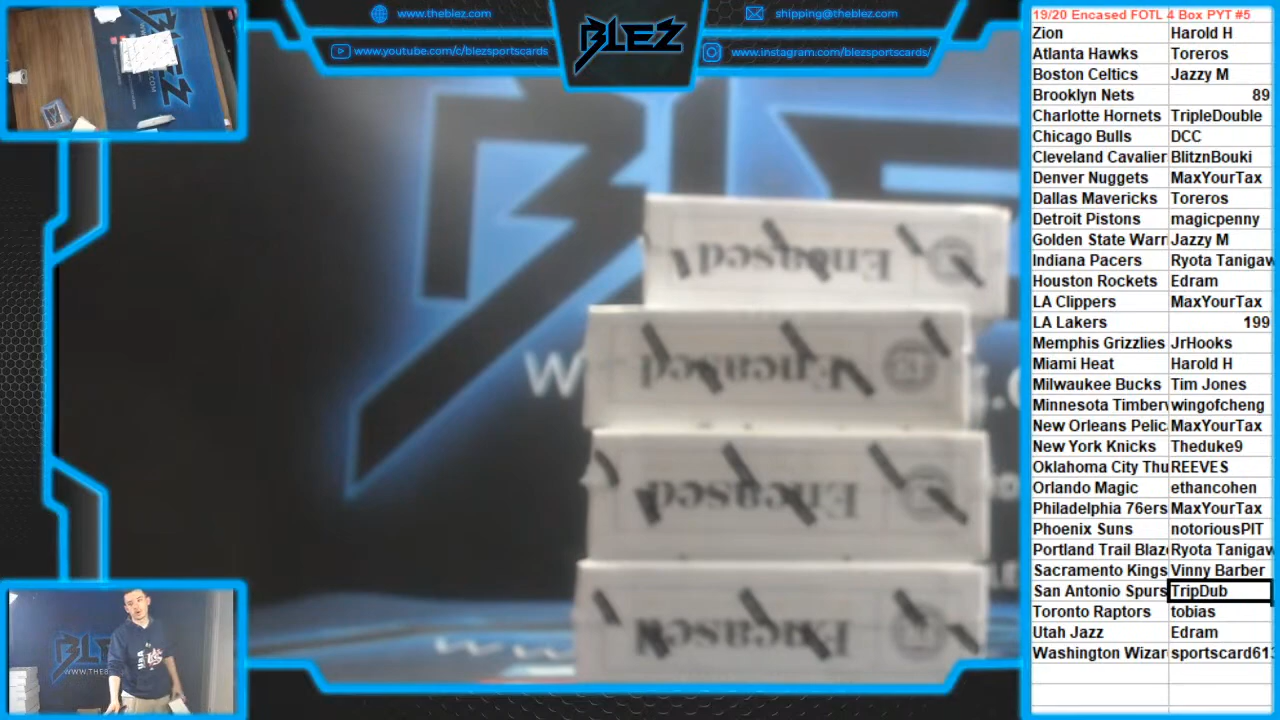 www.theblez.com
BLEZ
shipping@theblez.com
www.youtube.com/c/blezsportscards
www.instagram.com/blezsportscards/
Encased
Encased
Encased
Encased
19/20 Encased FOTL 4 Box PYT #5
Zion Harold H
Atlanta Hawks Toreros
Boston Celtics Jazzy M
Brooklyn Nets 89
Charlotte Hornets TripleDouble
Chicago Bulls DCC
Cleveland Cavalier BlitznBouki
Denver Nuggets MaxYourTax
Dallas Mavericks Toreros
Detroit Pistons magicpenny
Golden State Warr Jazzy M
Indiana Pacers Ryota Tanigaw
Houston Rockets Edram
LA Clippers MaxYourTax
LA Lakers 199
Memphis Grizzlies JrHooks
Miami Heat Harold H
Milwaukee Bucks Tim Jones
Minnesota Timberv wingofcheng
New Orleans Pelic MaxYourTax
New York Knicks Theduke9
Oklahoma City Thu REEVES
Orlando Magic ethancohen
Philadelphia 76ers MaxYourTax
Phoenix Suns notoriousPIT
Portland Trail Blaz Ryota Tanigaw
Sacramento Kings Vinny Barber
San Antonio Spurs TripDub
Toronto Raptors tobias
Utah Jazz Edram
Washington Wizar sportscard613